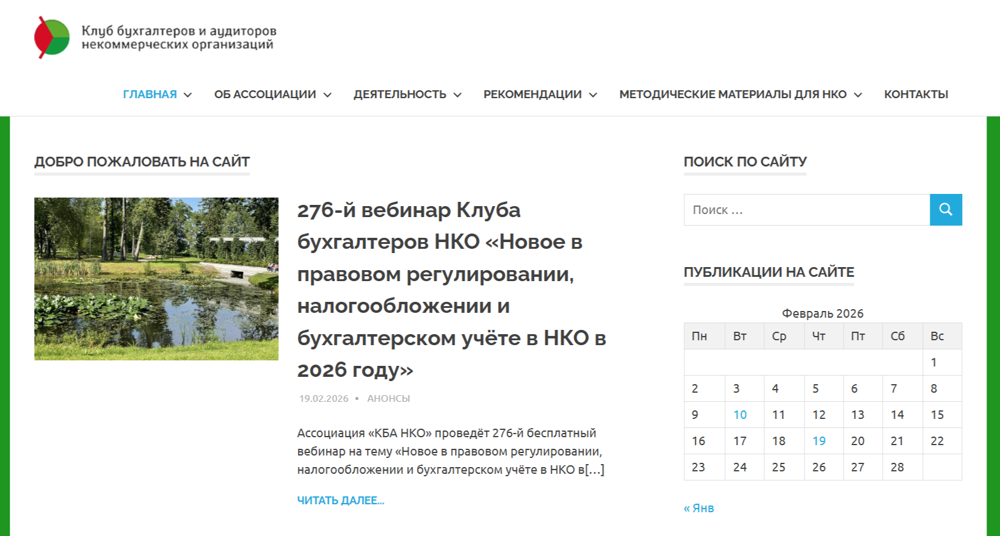 Клуб бухгалтеров и аудиторов
некоммерческих организаций
ГЛАВНАЯ ОБ АССОЦИАЦИИ ДЕЯТЕЛЬНОСТЬ РЕКОМЕНДАЦИИ МЕТОДИЧЕСКИЕ МАТЕРИАЛЫ ДЛЯ НКО КОНТАКТЫ
ДОБРО ПОЖАЛОВАТЬ НА САЙТ
276-й вебинар Клуба
бухгалтеров НКО «Новое в
правовом регулировании,
налогообложении и
бухгалтерском учёте в НКО в
2026 году»
19.02.2026 • АНОНСЫ
Ассоциация «КБА НКО» проведёт 276-й бесплатный
вебинар на тему «Новое в правовом регулировании,
налогообложении и бухгалтерском учёте в НКО в[…]
ЧИТАТЬ ДАЛЕЕ...
ПОИСК ПО САЙТУ
Поиск …
ПУБЛИКАЦИИ НА САЙТЕ
Февраль 2026
Пн Вт Ср Чт Пт Сб Вс
1
2 3 4 5 6 7 8
9 10 11 12 13 14 15
16 17 18 19 20 21 22
23 24 25 26 27 28
« Янв